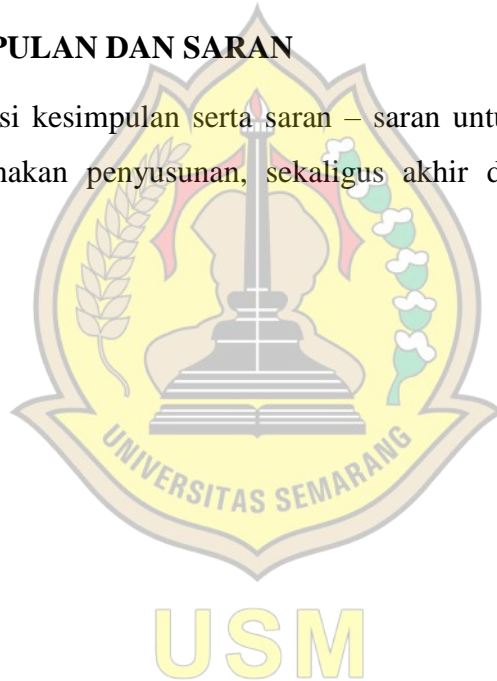 PULAN DAN SARAN
si kesimpulan serta saran – saran untu
nakan penyusunan, sekaligus akhir d
UNIVERSITAS SEMARANG
USM